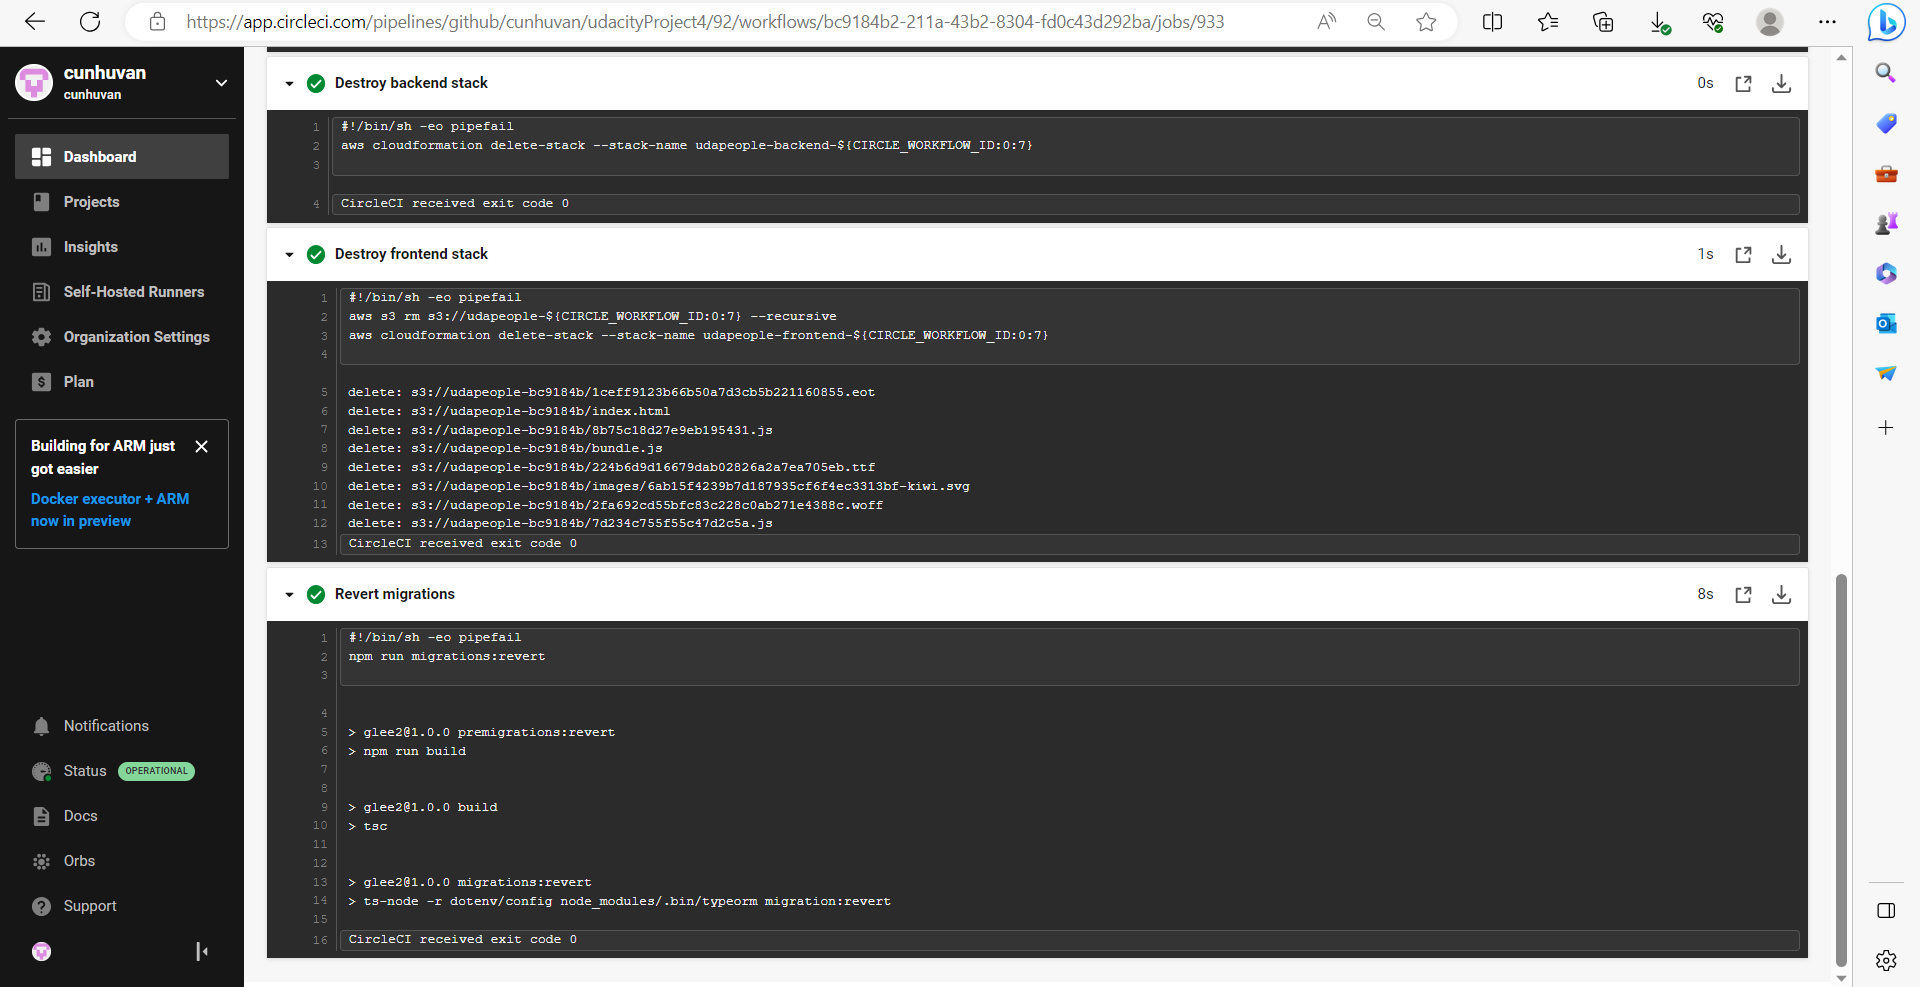 https://app.circleci.com/pipelines/github/cunhuvan/udacityProject4/92/workflows/bc9184b2-211a-43b2-8304-fd0c43d292ba/jobs/933
cunhuvan
cunhuvan
Dashboard
Projects
Insights
Self-Hosted Runners
Organization Settings
Plan
Building for ARM just
got easier
Docker executor + ARM
now in preview
Notifications
Status OPERATIONAL
Docs
Orbs
Support
Destroy backend stack 0s
1 #!/bin/sh -eo pipefail
2 aws cloudformation delete-stack --stack-name udapeople-backend-${CIRCLE_WORKFLOW_ID:0:7}
3
4 CircleCI received exit code 0
Destroy frontend stack 1s
1 #!/bin/sh -eo pipefail
2 aws s3 rm s3://udapeople-${CIRCLE_WORKFLOW_ID:0:7} --recursive
3 aws cloudformation delete-stack --stack-name udapeople-frontend-${CIRCLE_WORKFLOW_ID:0:7}
4
5 delete: s3://udapeople-bc9184b/1ceff9123b66b50a7d3cb5b221160855.eot
6 delete: s3://udapeople-bc9184b/index.html
7 delete: s3://udapeople-bc9184b/8b75c18d27e9eb195431.js
8 delete: s3://udapeople-bc9184b/bundle.js
9 delete: s3://udapeople-bc9184b/224b6d9d16679dab02826a2a7ea705eb.ttf
10 delete: s3://udapeople-bc9184b/images/6ab15f4239b7d187935cf6f4ec3313bf-kiwi.svg
11 delete: s3://udapeople-bc9184b/2fa692cd55bfc83c228c0ab271e4388c.woff
12 delete: s3://udapeople-bc9184b/7d234c755f55c47d2c5a.js
13 CircleCI received exit code 0
Revert migrations 8s
1 #!/bin/sh -eo pipefail
2 npm run migrations:revert
3
4
5 > glee2@1.0.0 premigrations:revert
6 > npm run build
7
8
9 > glee2@1.0.0 build
10 > tsc
11
12
13 > glee2@1.0.0 migrations:revert
14 > ts-node -r dotenv/config node_modules/.bin/typeorm migration:revert
15
16 CircleCI received exit code 0